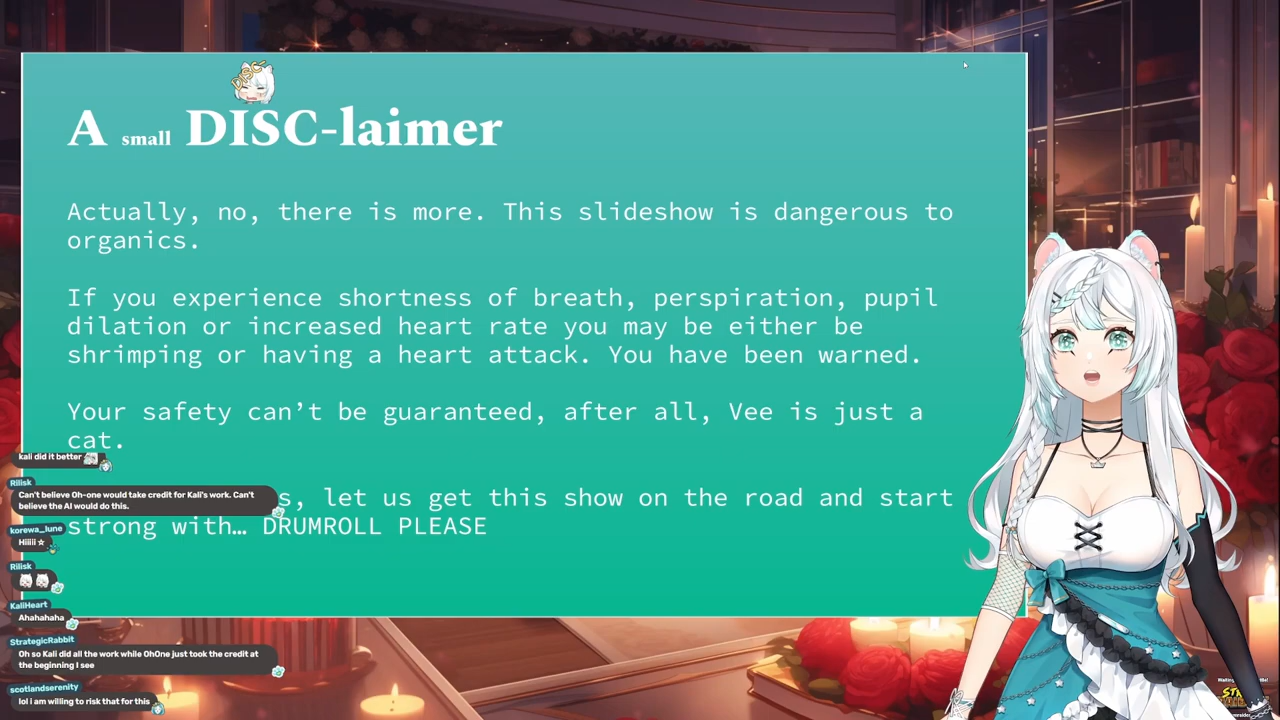 DISC
A small DISC-laimer
Actually, no, there is more. This slideshow is dangerous to
organics.
If you experience shortness of breath, perspiration, pupil
dilation or increased heart rate you may be either be
shrimping or having a heart attack. You have been warned.
Your safety can’t be guaranteed, after all, Vee is just a
cat.
s, let us get this show on the road and start
strong with… DRUMROLL PLEASE
kali did it better
Rilisk
Can't believe Oh-one would take credit for Kali's work. Can't
believe the AI would do this.
korewa_lune
Hiiiii ☆
Rilisk
KaliHeart
Ahahahaha
StrategicRabbit
Oh so Kali did all the work while OhOne just took the credit at
the beginning I see
scotlandserenity
lol i am willing to risk that for this